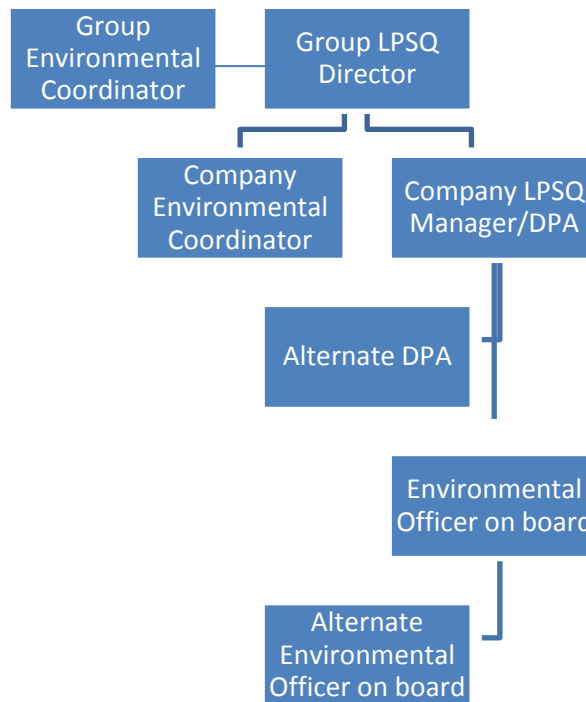 Group
Environmental
Coordinator
Group LPSQ
Director
Company
Environmental
Coordinator
Company LPSQ
Manager/DPA
Alternate DPA
Environmental
Officer on board
Alternate
Environmental
Officer on board